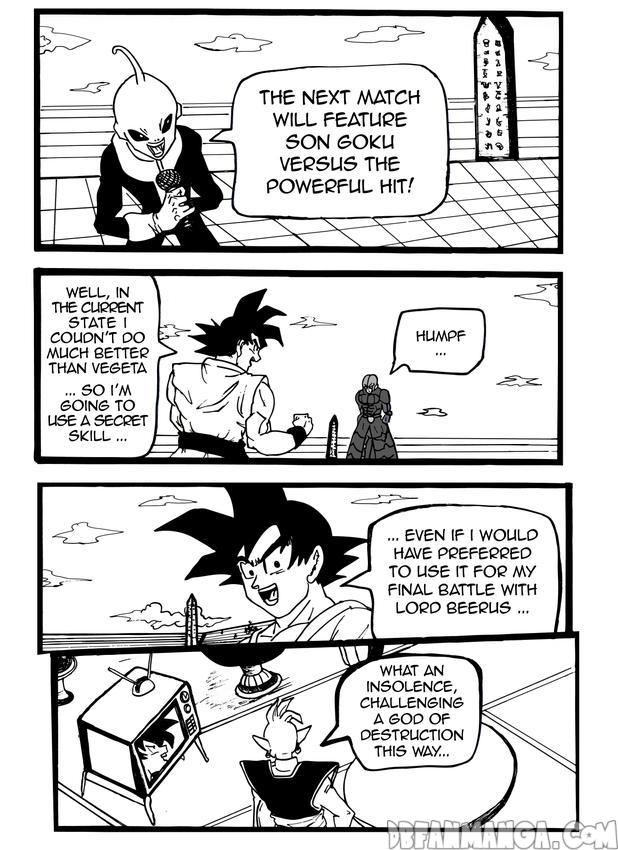 THE NEXT MATCH
WILL FEATURE
SON GOKU
VERSUS THE
POWERFUL HIT!
WELL, IN
THE CURRENT
STATE I
COUDN'T DO
MUCH BETTER
THAN VEGETA
... SO I'M
GOING TO
USE A SECRET
SKILL ...
HUMPF
...
... EVEN IF I WOULD
HAVE PREFERRED
TO USE IT FOR MY
FINAL BATTLE WITH
LORD BEERUS ...
WHAT AN
INSOLENCE,
CHALLENGING
A GOD OF
DESTRUCTION
THIS WAY...
DBFANMANGA.COM